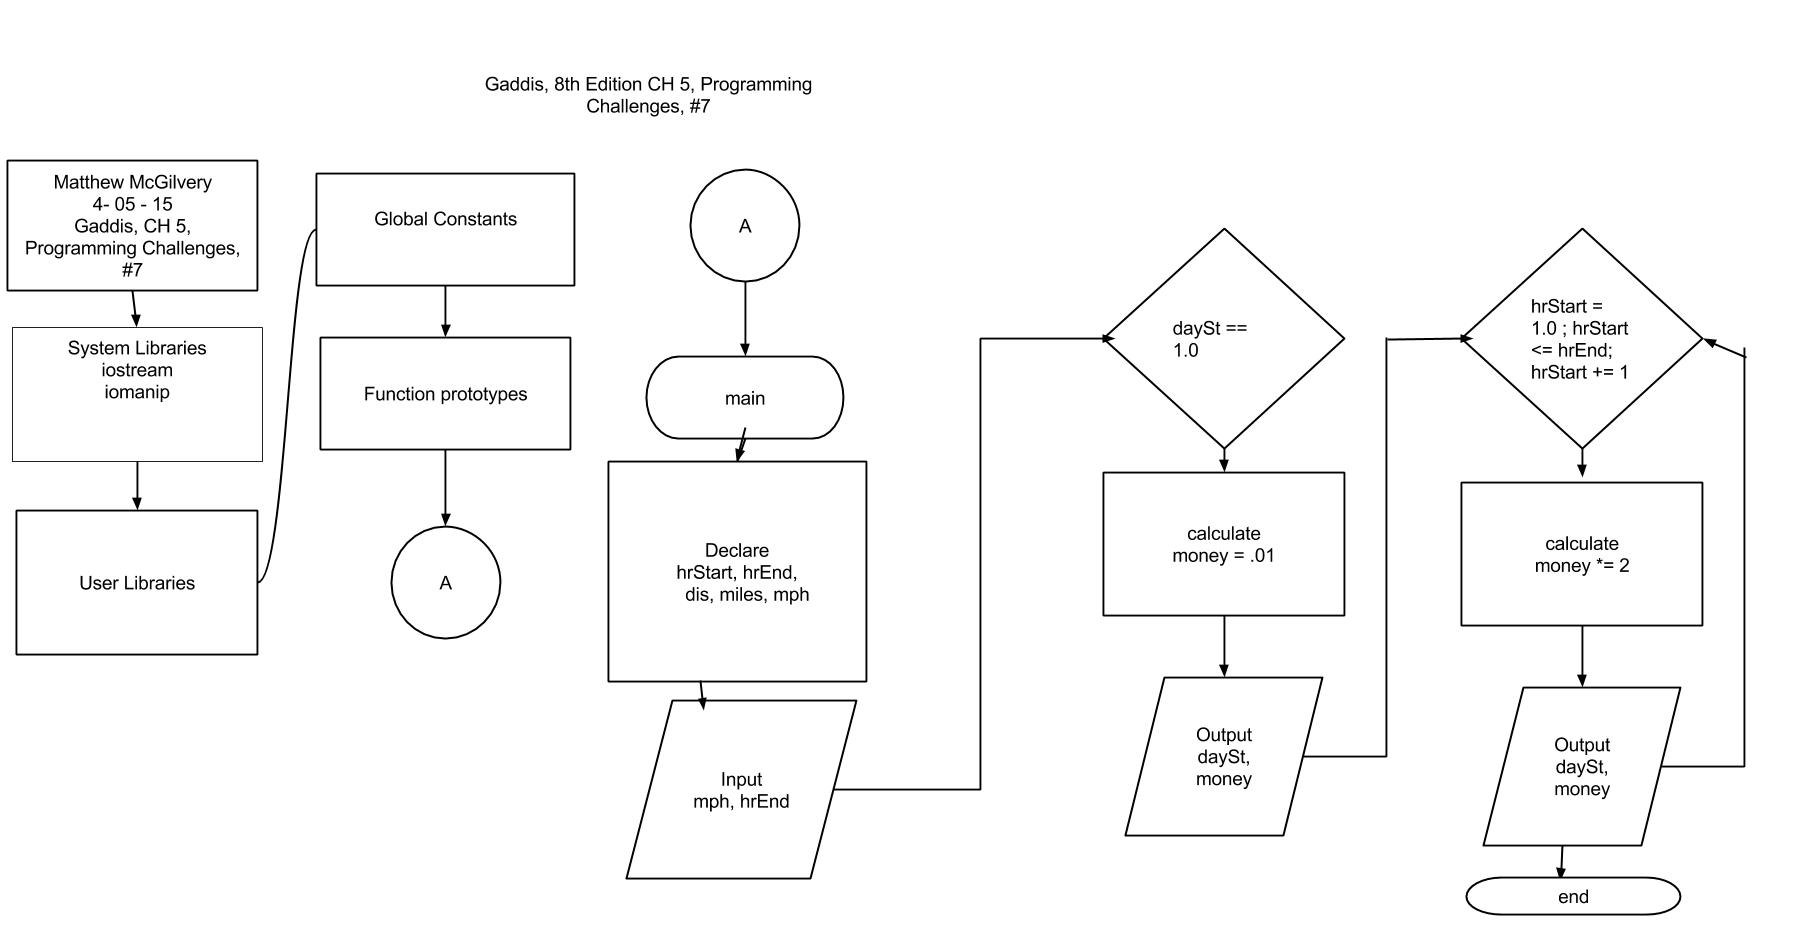 Gaddis, 8th Edition CH 5, Programming
Challenges, #7
Matthew McGilvery
4- 05 - 15
Gaddis, CH 5,
Programming Challenges,
#7
System Libraries
iostream
iomanip
User Libraries
Global Constants
Function prototypes
A
A
main
Declare
hrStart, hrEnd,
dis, miles, mph
Input
mph, hrEnd
daySt ==
1.0
calculate
money = .01
Output
daySt,
money
hrStart =
1.0 ; hrStart
<= hrEnd;
hrStart += 1
calculate
money *= 2
Output
daySt,
money
end